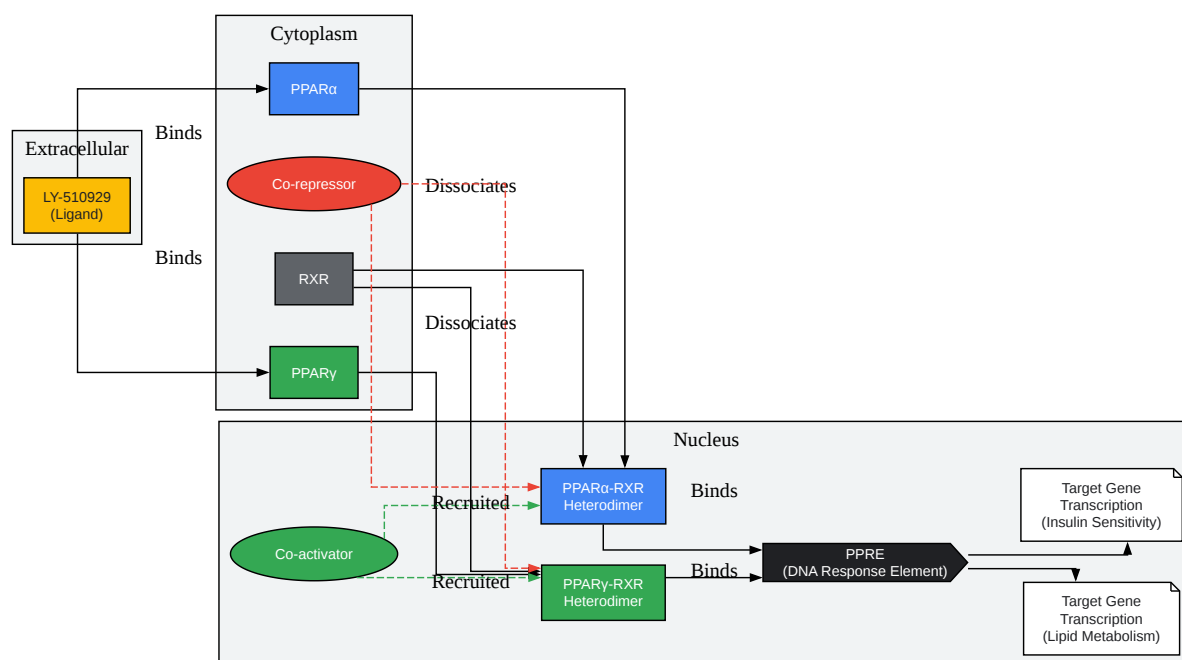 Cytoplasm
PPARα
Binds
Extracellular
LY-510929
(Ligand)
Co-repressor
Dissociates
Binds
RXR
Dissociates
PPARγ
Nucleus
PPARα-RXR
Heterodimer
Binds
Recruited
Target Gene
Transcription
(Insulin Sensitivity)
Co-activator
PPRE
(DNA Response Element)
Recruited
PPARγ-RXR
Heterodimer
Binds
Target Gene
Transcription
(Lipid Metabolism)